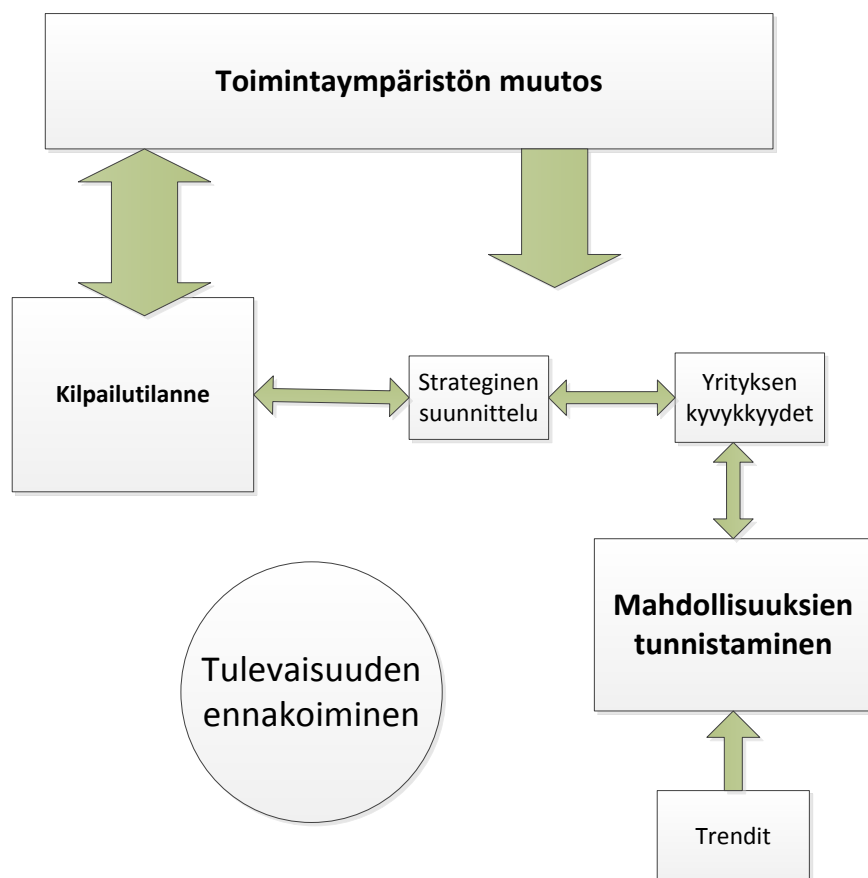 Toimintaympäristön muutos
Kilpailutilanne
Strateginen
suunnittelu
Yrityksen
kyvykkyydet
Mahdollisuuksien
tunnistaminen
Tulevaisuuden
ennakoiminen
Trendit